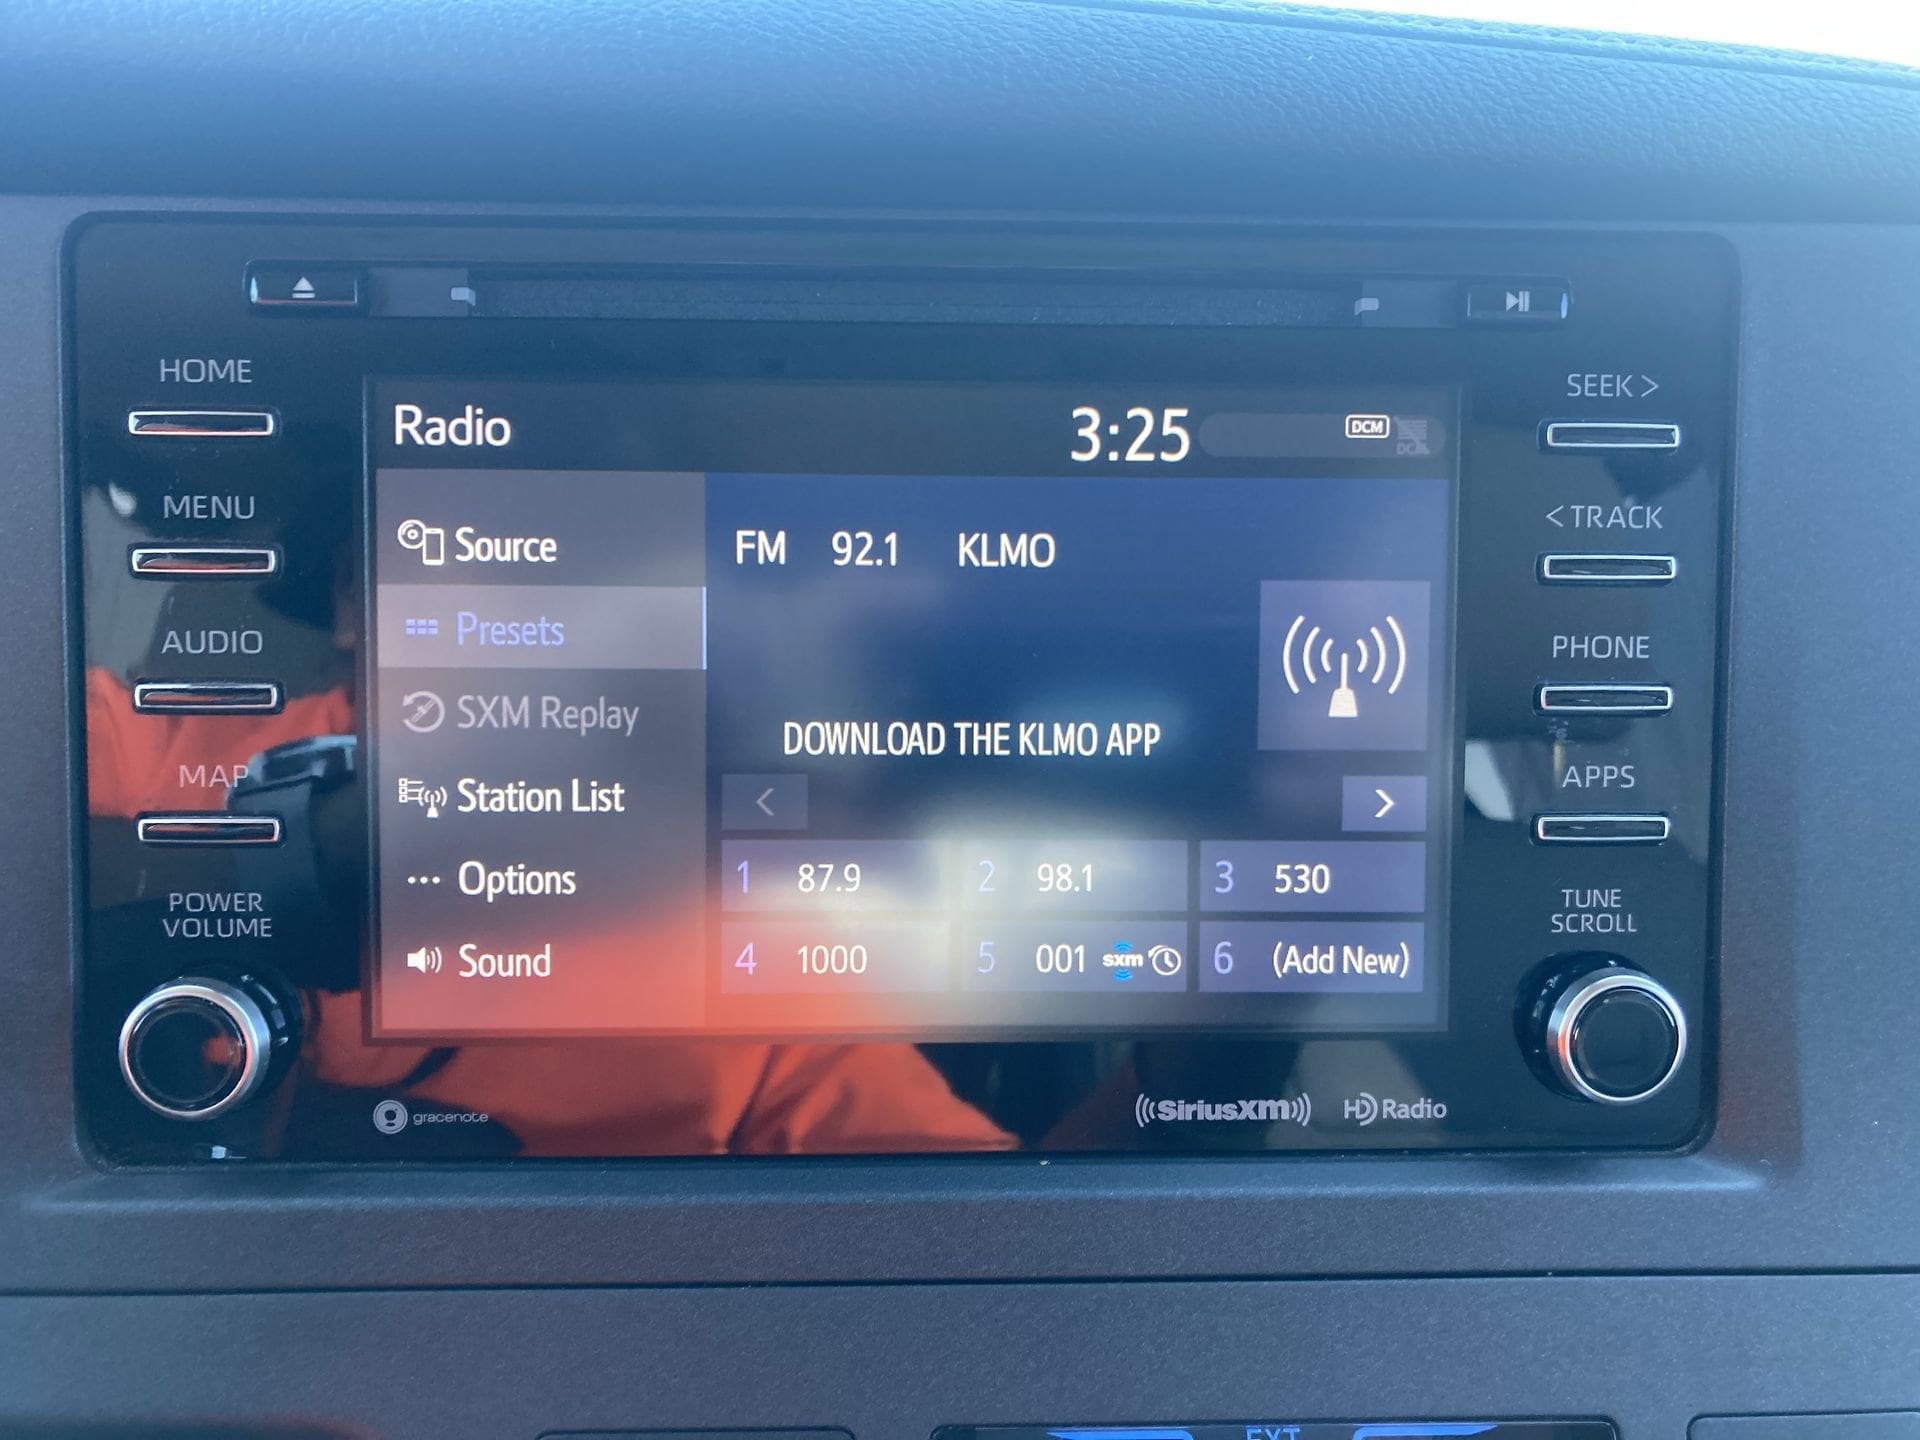 HOME
MENU
AUDIO
MAP
POWER
VOLUME
Radio
3:25
DCM
Source
Presets
SXM Replay
Station List
Options
Sound
FM 92.1 KLMO
DOWNLOAD THE KLMO APP
<
>
1 87.9
2 98.1
3 530
4 1000
5 001 sxm
6 (Add New)
SEEK >
< TRACK
PHONE
APPS
TUNE
SCROLL
gracenote
((SiriusXM))
HD Radio
EXT